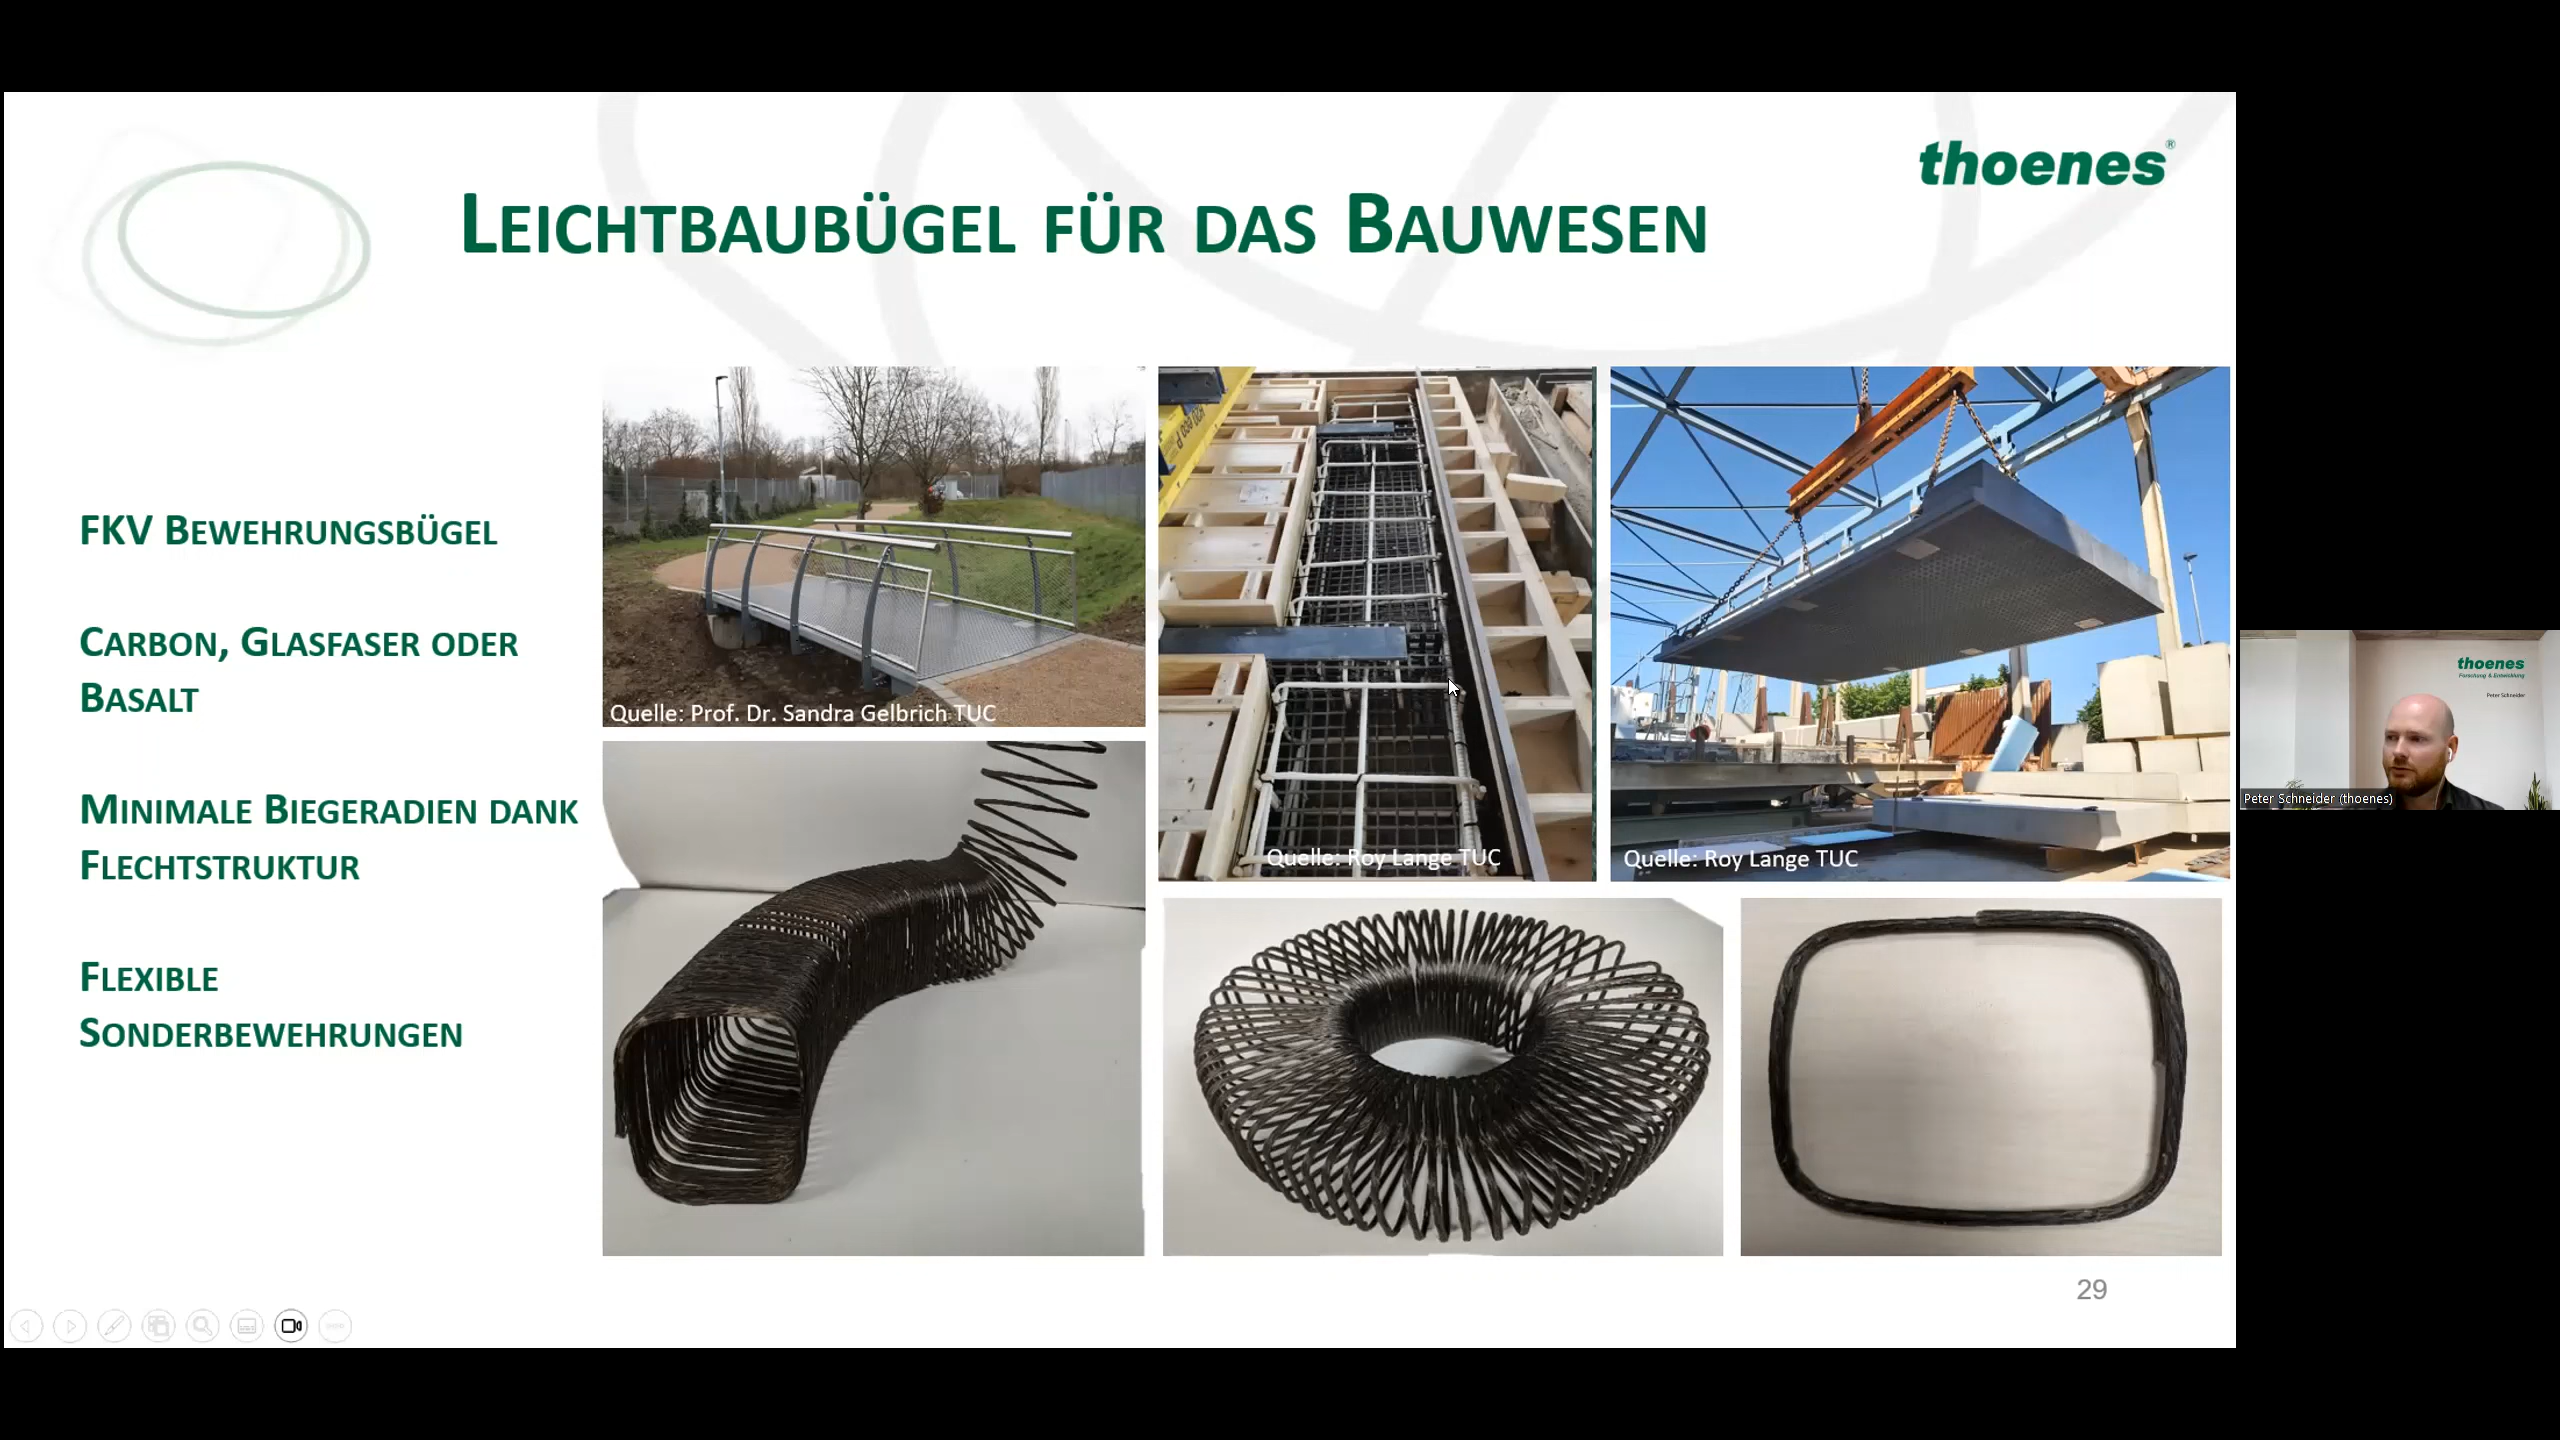 thoenes®
Leichtbaubügel für das Bauwesen
FKV Bewehrungsbügel
Carbon, Glasfaser oder
Basalt
Minimale Biegeradien dank
Flechtstruktur
Flexible
Sonderbewehrungen
Quelle: Prof. Dr. Sandra Gelbrich TUC
Quelle: Roy Lange TUC
Quelle: Roy Lange TUC
29
thoenes
Forschung & Entwicklung
Peter Schneider
Peter Schneider (thoenes)